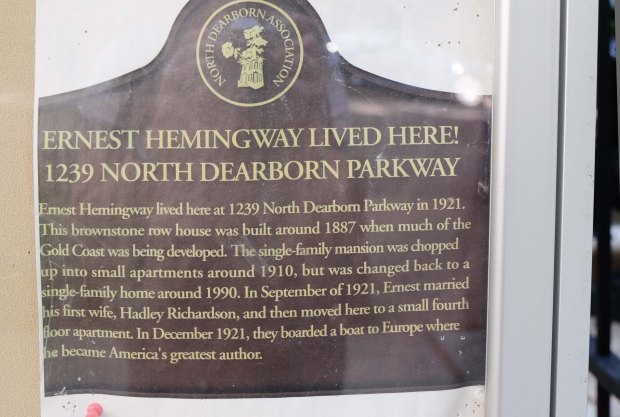 NORTH DEARBORN ASSOCIATION
ERNEST HEMINGWAY LIVED HERE!
1239 NORTH DEARBORN PARKWAY
Ernest Hemingway lived here at 1239 North Dearborn Parkway in 1921.
This brownstone row house was built around 1887 when much of the
Gold Coast was being developed. The single-family mansion was chopped
up into small apartments around 1910, but was changed back to a
single-family home around 1990. In September of 1921, Ernest married
his first wife, Hadley Richardson, and then moved here to a small fourth
floor apartment. In December 1921, they boarded a boat to Europe where
he became America's greatest author.